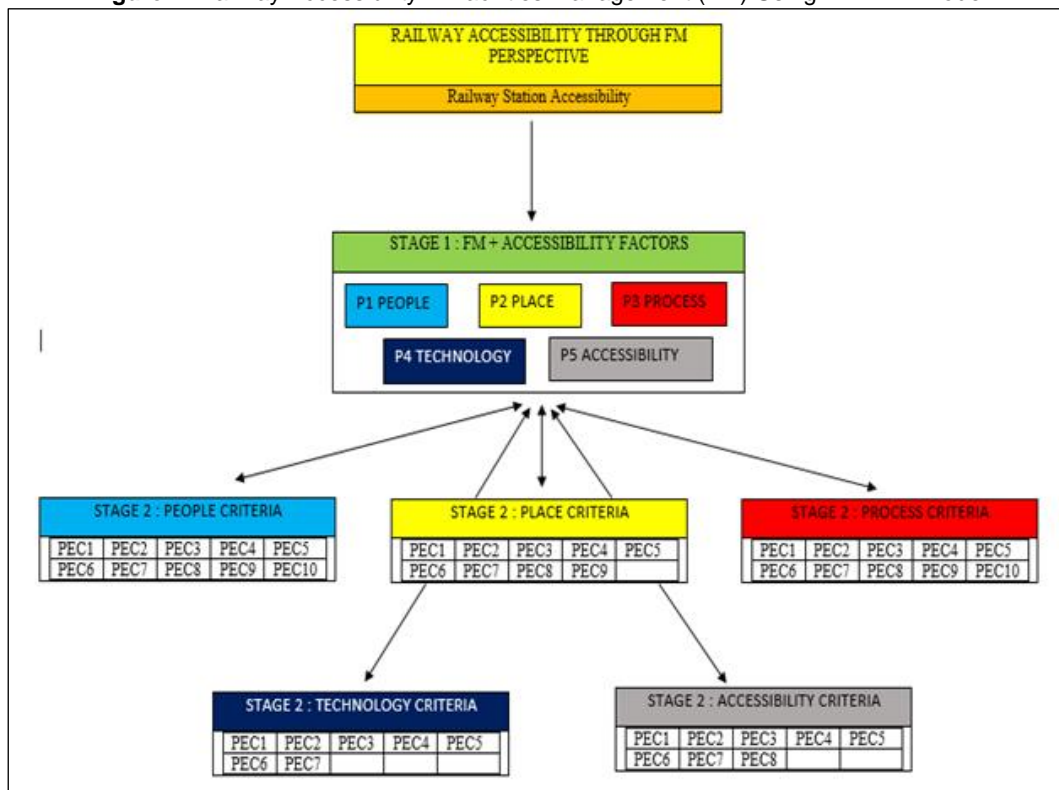 RAILWAY ACCESSIBILITY THROUGH FM
PERSPECTIVE
Railway Station Accessibility
STAGE 1 : FM + ACCESSIBILITY FACTORS
P1 PEOPLE P2 PLACE P3 PROCESS
P4 TECHNOLOGY P5 ACCESSIBILITY
STAGE 2 : PEOPLE CRITERIA
PEC1 PEC2 PEC3 PEC4 PEC5
PEC6 PEC7 PEC8 PEC9 PEC10
STAGE 2 : PLACE CRITERIA
PEC1 PEC2 PEC3 PEC4 PEC5
PEC6 PEC7 PEC8 PEC9
STAGE 2 : PROCESS CRITERIA
PEC1 PEC2 PEC3 PEC4 PEC5
PEC6 PEC7 PEC8 PEC9 PEC10
STAGE 2 : TECHNOLOGY CRITERIA
PEC1 PEC2 PEC3 PEC4 PEC5
PEC6 PEC7
STAGE 2 : ACCESSIBILITY CRITERIA
PEC1 PEC2 PEC3 PEC4 PEC5
PEC6 PEC7 PEC8